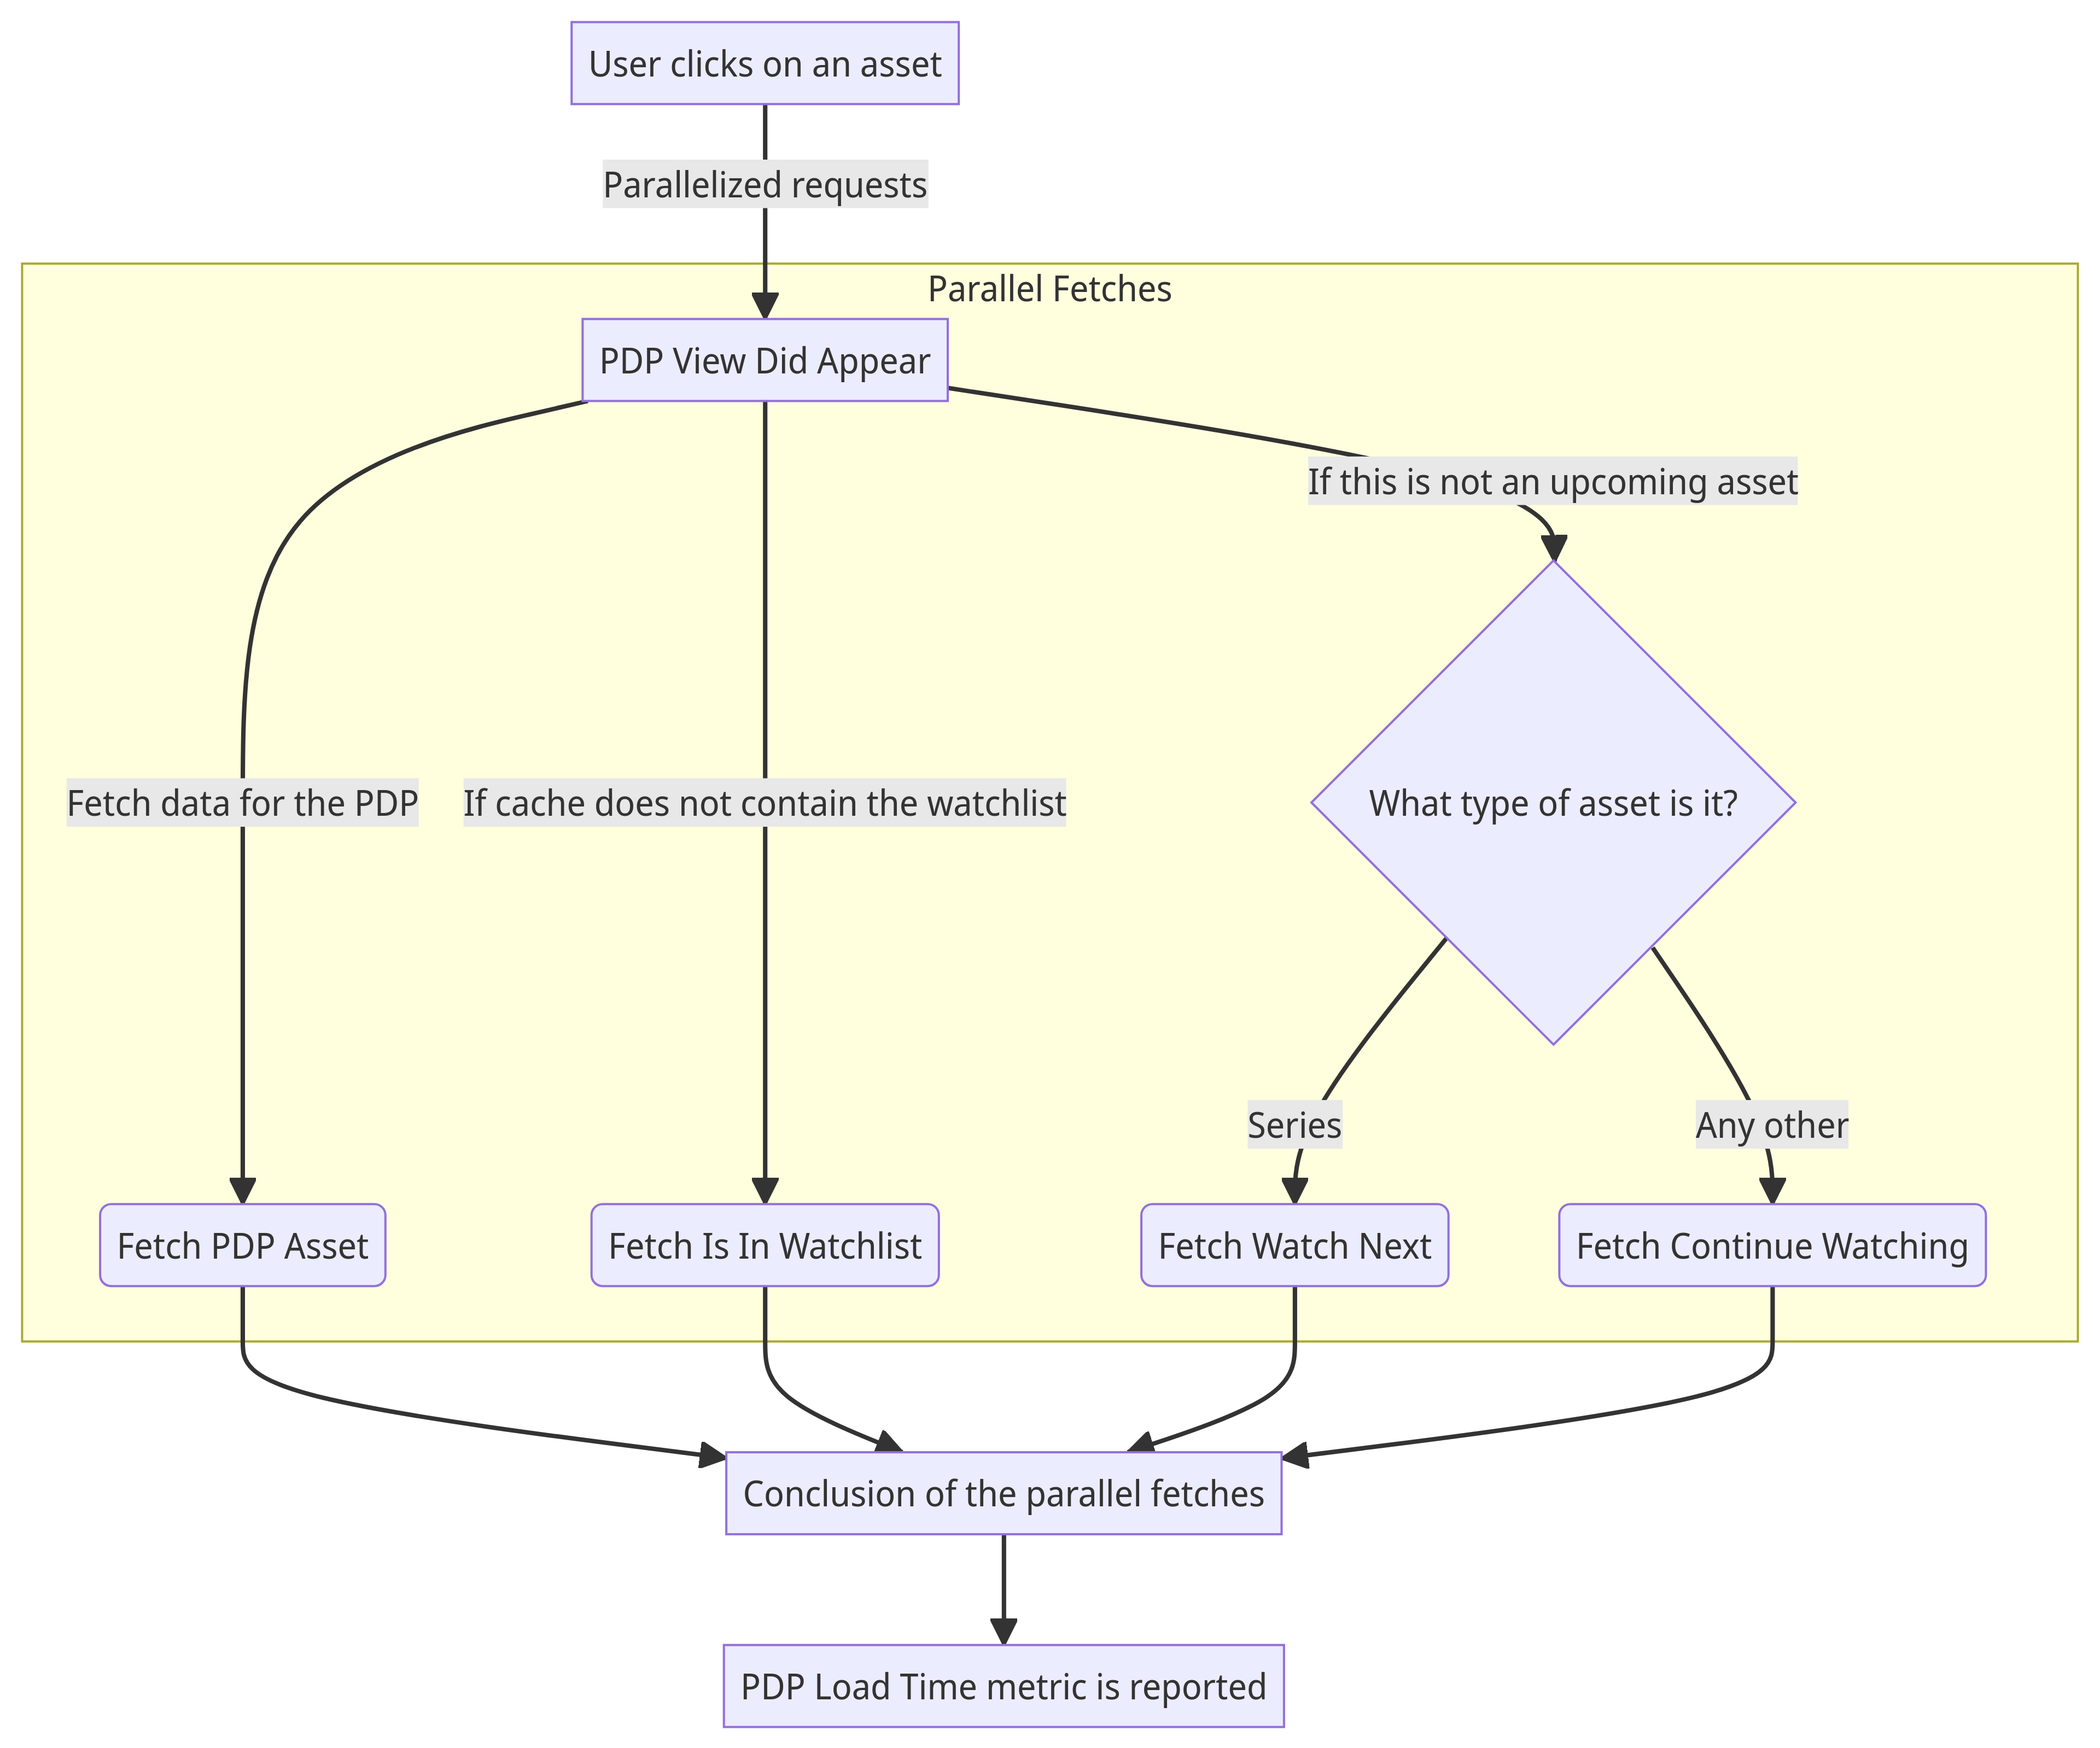 User clicks on an asset
Parallelized requests
Parallel Fetches
PDP View Did Appear
If this is not an upcoming asset
Fetch data for the PDP
If cache does not contain the watchlist
What type of asset is it?
Series
Any other
Fetch PDP Asset
Fetch Is In Watchlist
Fetch Watch Next
Fetch Continue Watching
Conclusion of the parallel fetches
PDP Load Time metric is reported